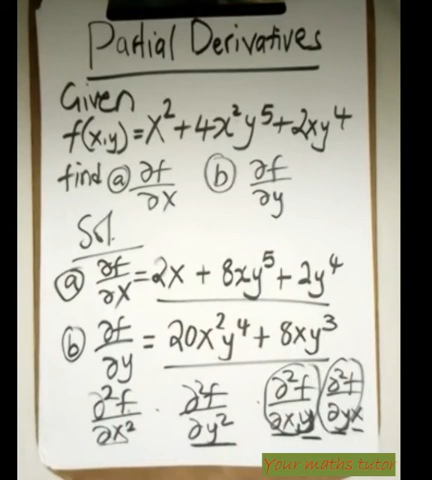 Partial Derivatives
Given
f(x,y)=x²+4x²y⁵+2xy⁴
find ⓐ ∂f/∂x ⓑ ∂f/∂y
Sol.
ⓐ ∂f/∂x=2x + 8xy⁵+2y⁴
ⓑ ∂f/∂y = 20x²y⁴+8xy³
∂²f/∂x² . ∂²f/∂y² . ∂²f/∂x,y ∂²f/∂yx
Your maths tutor